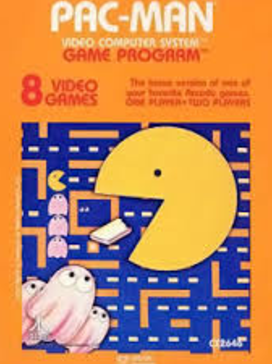 PAC-MAN™
VIDEO COMPUTER SYSTEM™
GAME PROGRAM™
8 VIDEO
GAMES
The home version of one of
your favorite Arcade games.
ONE PLAYER • TWO PLAYERS
CX2646